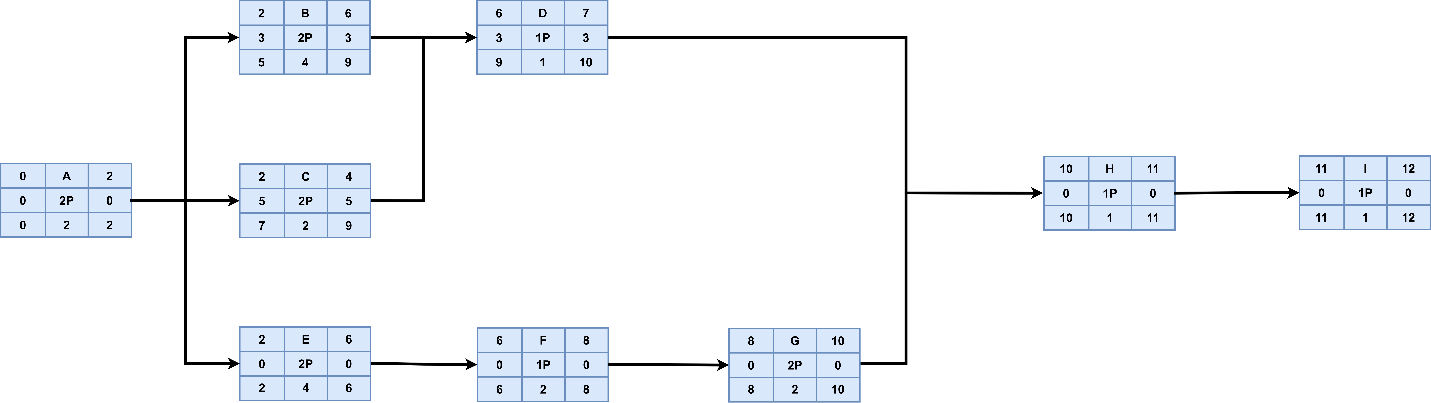 2 B 6
3 2P 3
5 4 9
6 D 7
3 1P 3
9 1 10
0 A 2
0 2P 0
0 2 2
2 C 4
5 2P 5
7 2 9
10 H 11
0 1P 0
10 1 11
11 I 12
0 1P 0
11 1 12
2 E 6
0 2P 0
2 4 6
6 F 8
0 1P 0
6 2 8
8 G 10
0 2P 0
8 2 10